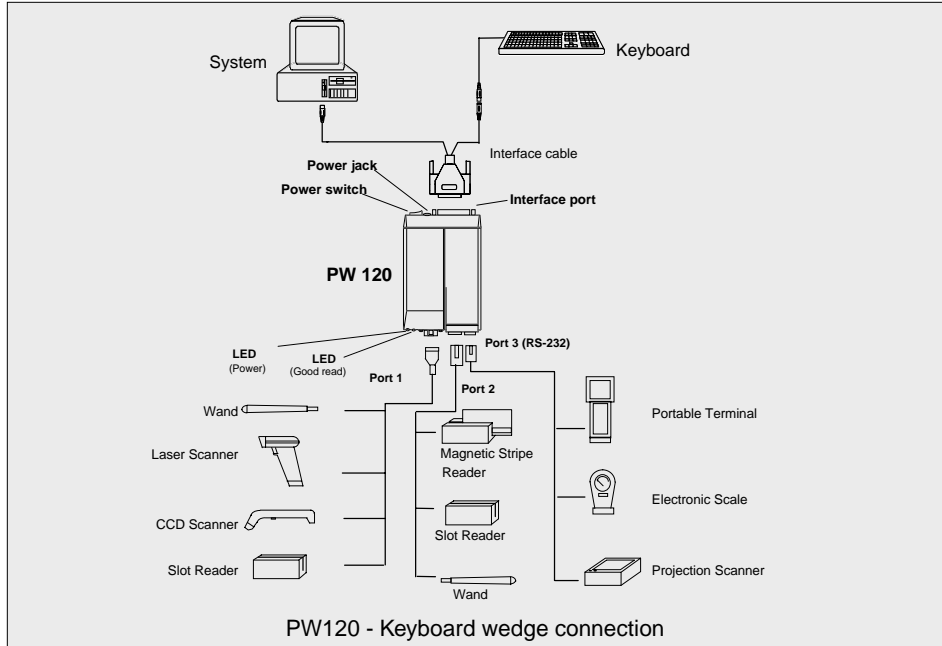 System
Keyboard
Interface cable
Power jack
Power switch
Interface port
PW 120
Port 3 (RS-232)
LED
(Power)
LED
(Good read)
Port 1
Port 2
Wand
Laser Scanner
CCD Scanner
Slot Reader
Magnetic Stripe
Reader
Slot Reader
Wand
Portable Terminal
Electronic Scale
Projection Scanner
PW120 - Keyboard wedge connection